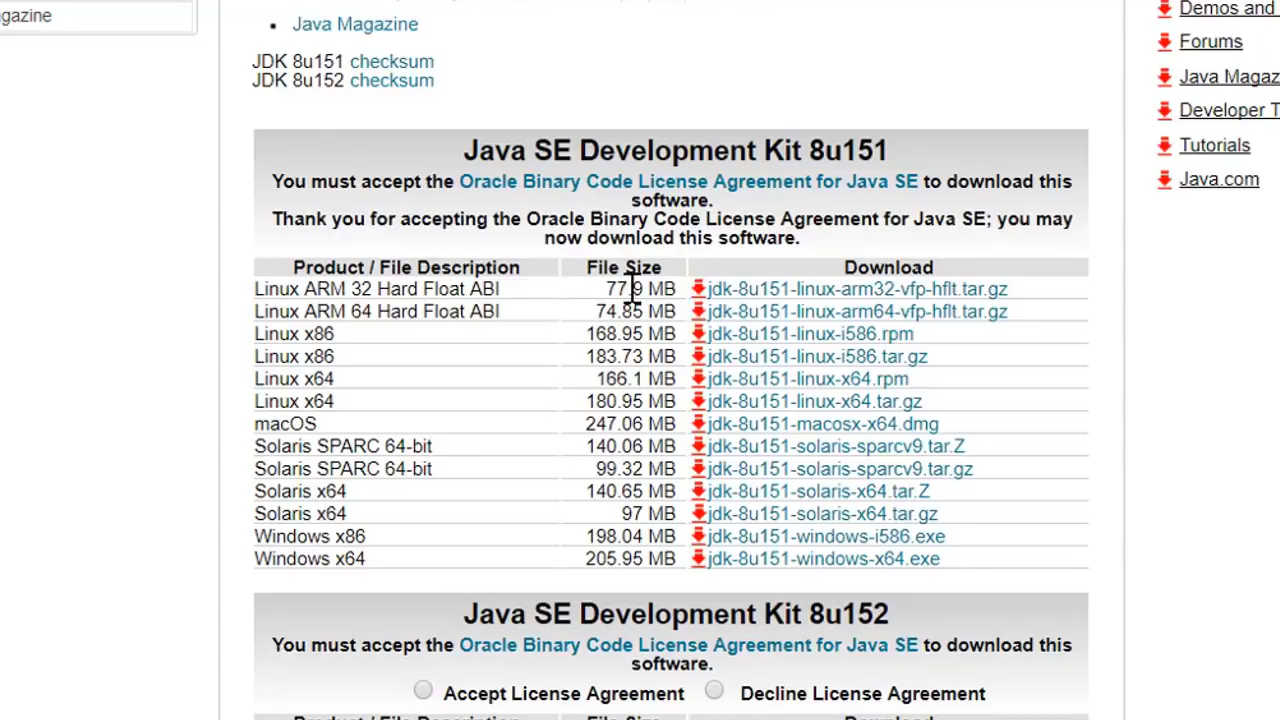 gazine
Java Magazine
JDK 8u151 checksum
JDK 8u152 checksum
Java SE Development Kit 8u151
You must accept the Oracle Binary Code License Agreement for Java SE to download this
software.
Thank you for accepting the Oracle Binary Code License Agreement for Java SE; you may
now download this software.
Product / File Description File Size Download
Linux ARM 32 Hard Float ABI 77.9 MB jdk-8u151-linux-arm32-vfp-hflt.tar.gz
Linux ARM 64 Hard Float ABI 74.85 MB jdk-8u151-linux-arm64-vfp-hflt.tar.gz
Linux x86 168.95 MB jdk-8u151-linux-i586.rpm
Linux x86 183.73 MB jdk-8u151-linux-i586.tar.gz
Linux x64 166.1 MB jdk-8u151-linux-x64.rpm
Linux x64 180.95 MB jdk-8u151-linux-x64.tar.gz
macOS 247.06 MB jdk-8u151-macosx-x64.dmg
Solaris SPARC 64-bit 140.06 MB jdk-8u151-solaris-sparcv9.tar.Z
Solaris SPARC 64-bit 99.32 MB jdk-8u151-solaris-sparcv9.tar.gz
Solaris x64 140.65 MB jdk-8u151-solaris-x64.tar.Z
Solaris x64 97 MB jdk-8u151-solaris-x64.tar.gz
Windows x86 198.04 MB jdk-8u151-windows-i586.exe
Windows x64 205.95 MB jdk-8u151-windows-x64.exe
Java SE Development Kit 8u152
You must accept the Oracle Binary Code License Agreement for Java SE to download this
software.
Accept License Agreement Decline License Agreement
Product / File Description File Size Download
Demos and
Forums
Java Magaz
Developer T
Tutorials
Java.com